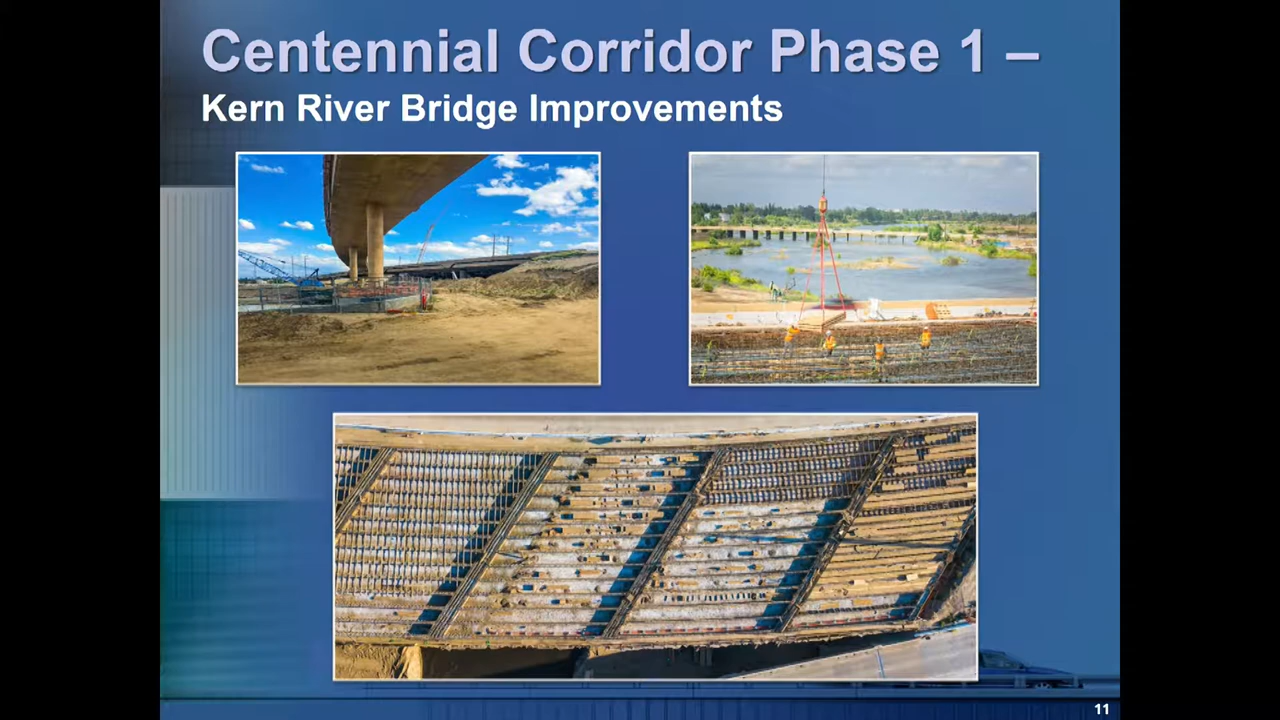 Centennial Corridor Phase 1 –
Kern River Bridge Improvements
11